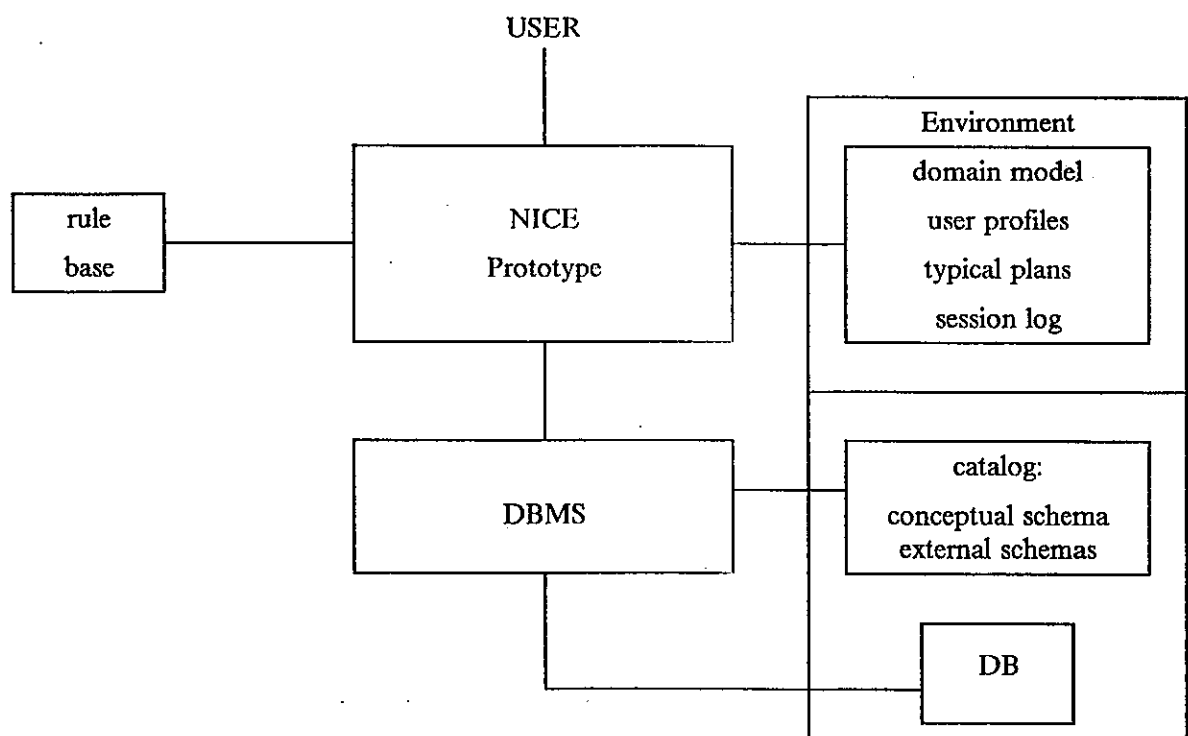 USER
Environment
rule
base
NICE
Prototype
domain model
user profiles
typical plans
session log
DBMS
catalog:
conceptual schema
external schemas
DB